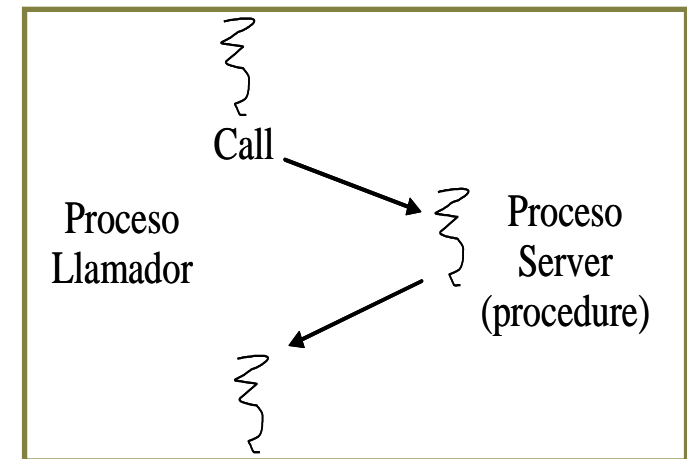 Call
Proceso
Llamador
Proceso
Server
(procedure)